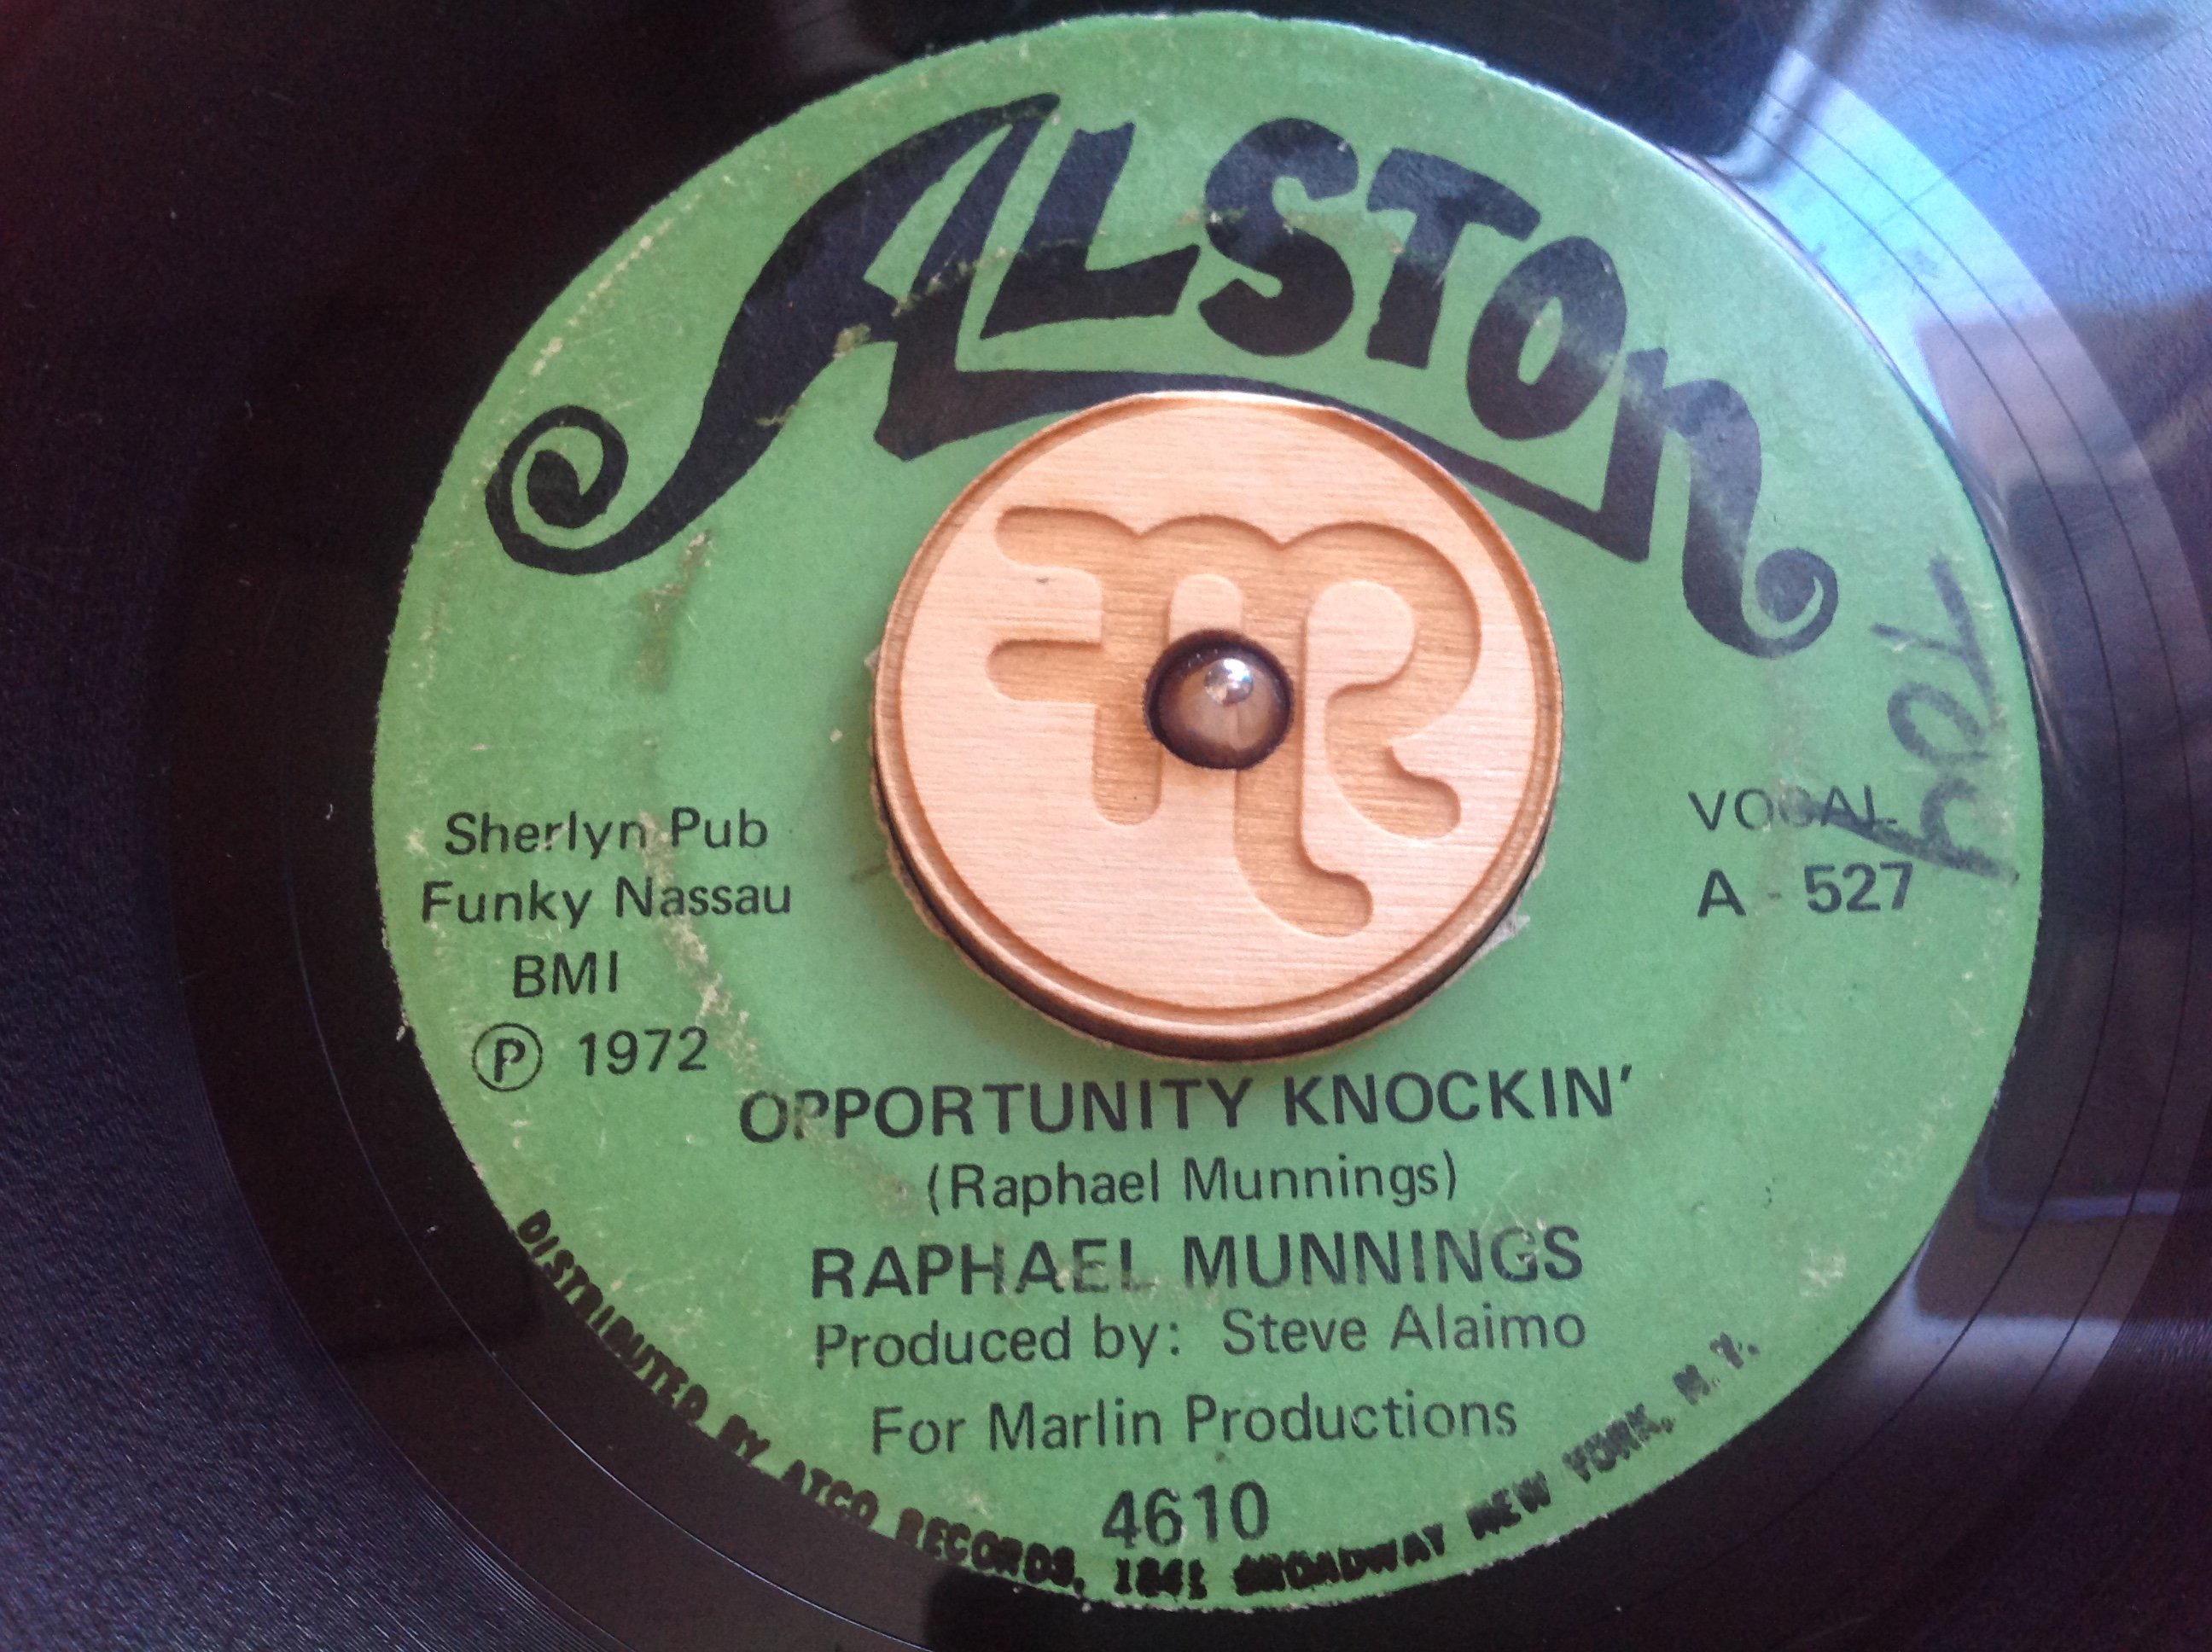 ALSTON
Sherlyn Pub
Funky Nassau
BMI
Ⓟ 1972
VOCAL
A - 527
OPPORTUNITY KNOCKIN'
(Raphael Munnings)
RAPHAEL MUNNINGS
Produced by: Steve Alaimo
For Marlin Productions
4610
DISTRIBUTED BY ATCO RECORDS, 1841 BROADWAY NEW YORK, N.Y.